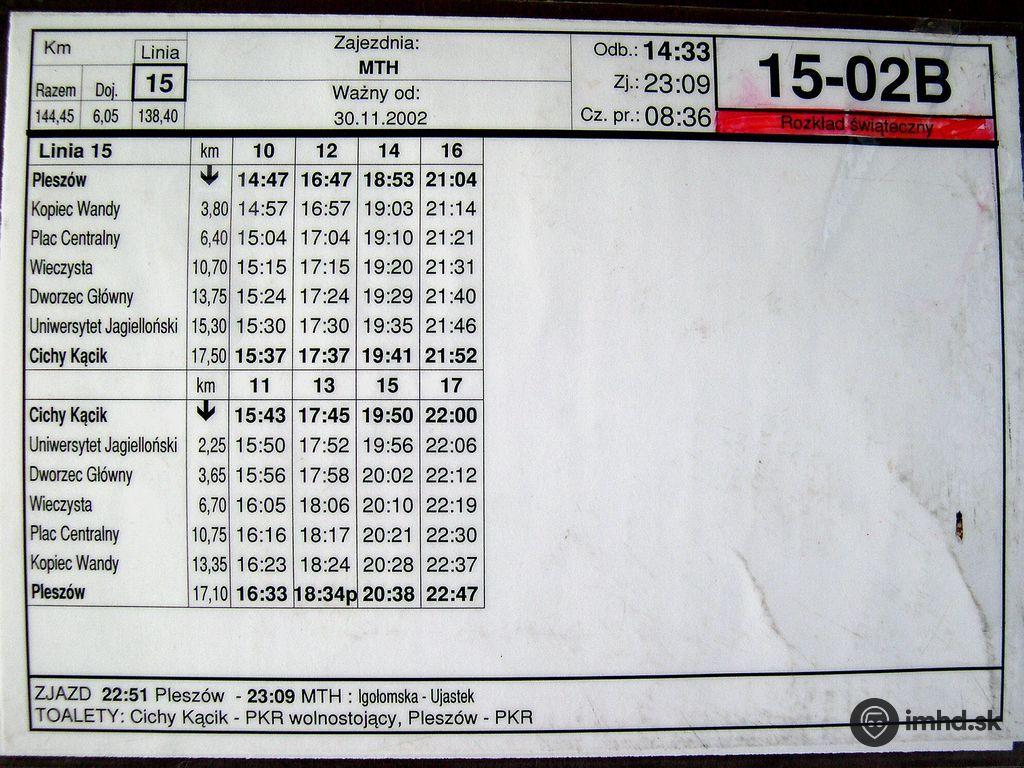 Km Linia Zajezdnia: Odb.: 14:33 15-02B
15 MTH
Razem Doj. Ważny od: Zj.: 23:09
144,45 6,05 138,40 30.11.2002 Cz. pr.: 08:36 Rozkład świąteczny
Linia 15 km 10 12 14 16
Pleszów 14:47 16:47 18:53 21:04
Kopiec Wandy 3,80 14:57 16:57 19:03 21:14
Plac Centralny 6,40 15:04 17:04 19:10 21:21
Wieczysta 10,70 15:15 17:15 19:20 21:31
Dworzec Główny 13,75 15:24 17:24 19:29 21:40
Uniwersytet Jagielloński 15,30 15:30 17:30 19:35 21:46
Cichy Kącik 17,50 15:37 17:37 19:41 21:52
km 11 13 15 17
Cichy Kącik 15:43 17:45 19:50 22:00
Uniwersytet Jagielloński 2,25 15:50 17:52 19:56 22:06
Dworzec Główny 3,65 15:56 17:58 20:02 22:12
Wieczysta 6,70 16:05 18:06 20:10 22:19
Plac Centralny 10,75 16:16 18:17 20:21 22:30
Kopiec Wandy 13,35 16:23 18:24 20:28 22:37
Pleszów 17,10 16:33 18:34p 20:38 22:47
ZJAZD 22:51 Pleszów - 23:09 MTH : Igołomska - Ujastek
TOALETY: Cichy Kącik - PKR wolnostojący, Pleszów - PKR
imhd.sk